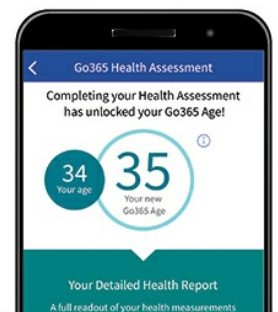 Go365 Health Assessment
Completing your Health Assessment
has unlocked your Go365 Age!
34
Your age
35
Your new
Go365 Age
Your Detailed Health Report
A full readout of your health measurements